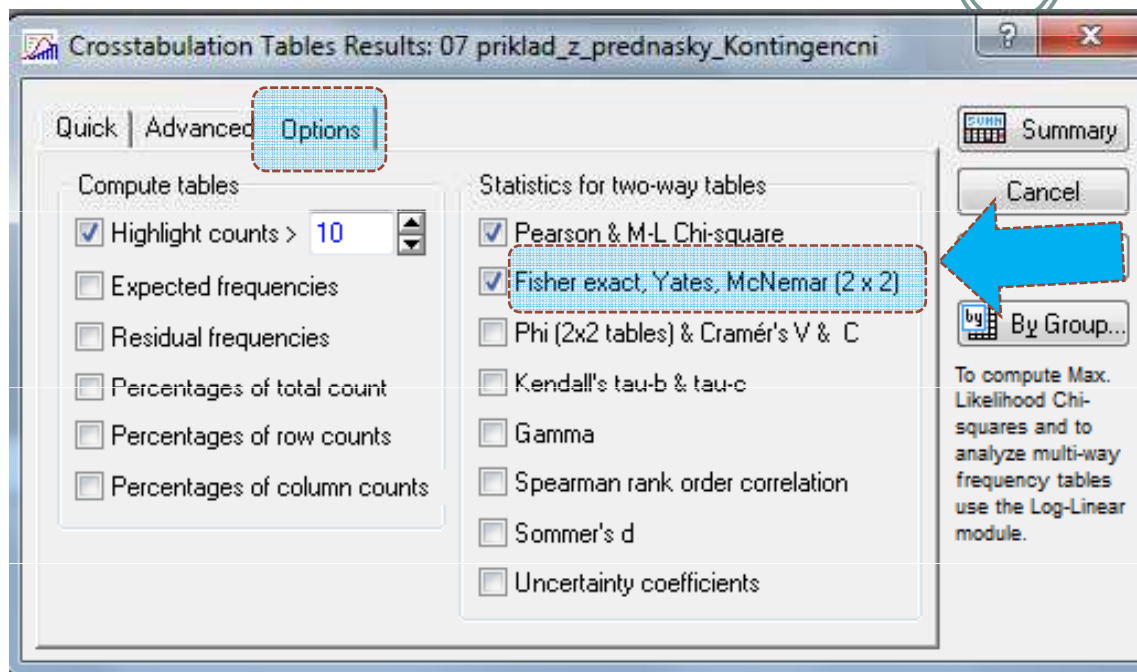 Crosstabulation Tables Results: 07 priklad_z_prednasky_Kontingencni
? x
Quick Advanced Options
Compute tables
Highlight counts > 10
Expected frequencies
Residual frequencies
Percentages of total count
Percentages of row counts
Percentages of column counts
Statistics for two-way tables
Pearson & M-L Chi-square
Fisher exact, Yates, McNemar (2 x 2)
Phi (2x2 tables) & Cramér's V & C
Kendall's tau-b & tau-c
Gamma
Spearman rank order correlation
Sommer's d
Uncertainty coefficients
SUMM Summary
Cancel
by By Group...
To compute Max.
Likelihood Chi-
squares and to
analyze multi-way
frequency tables
use the Log-Linear
module.